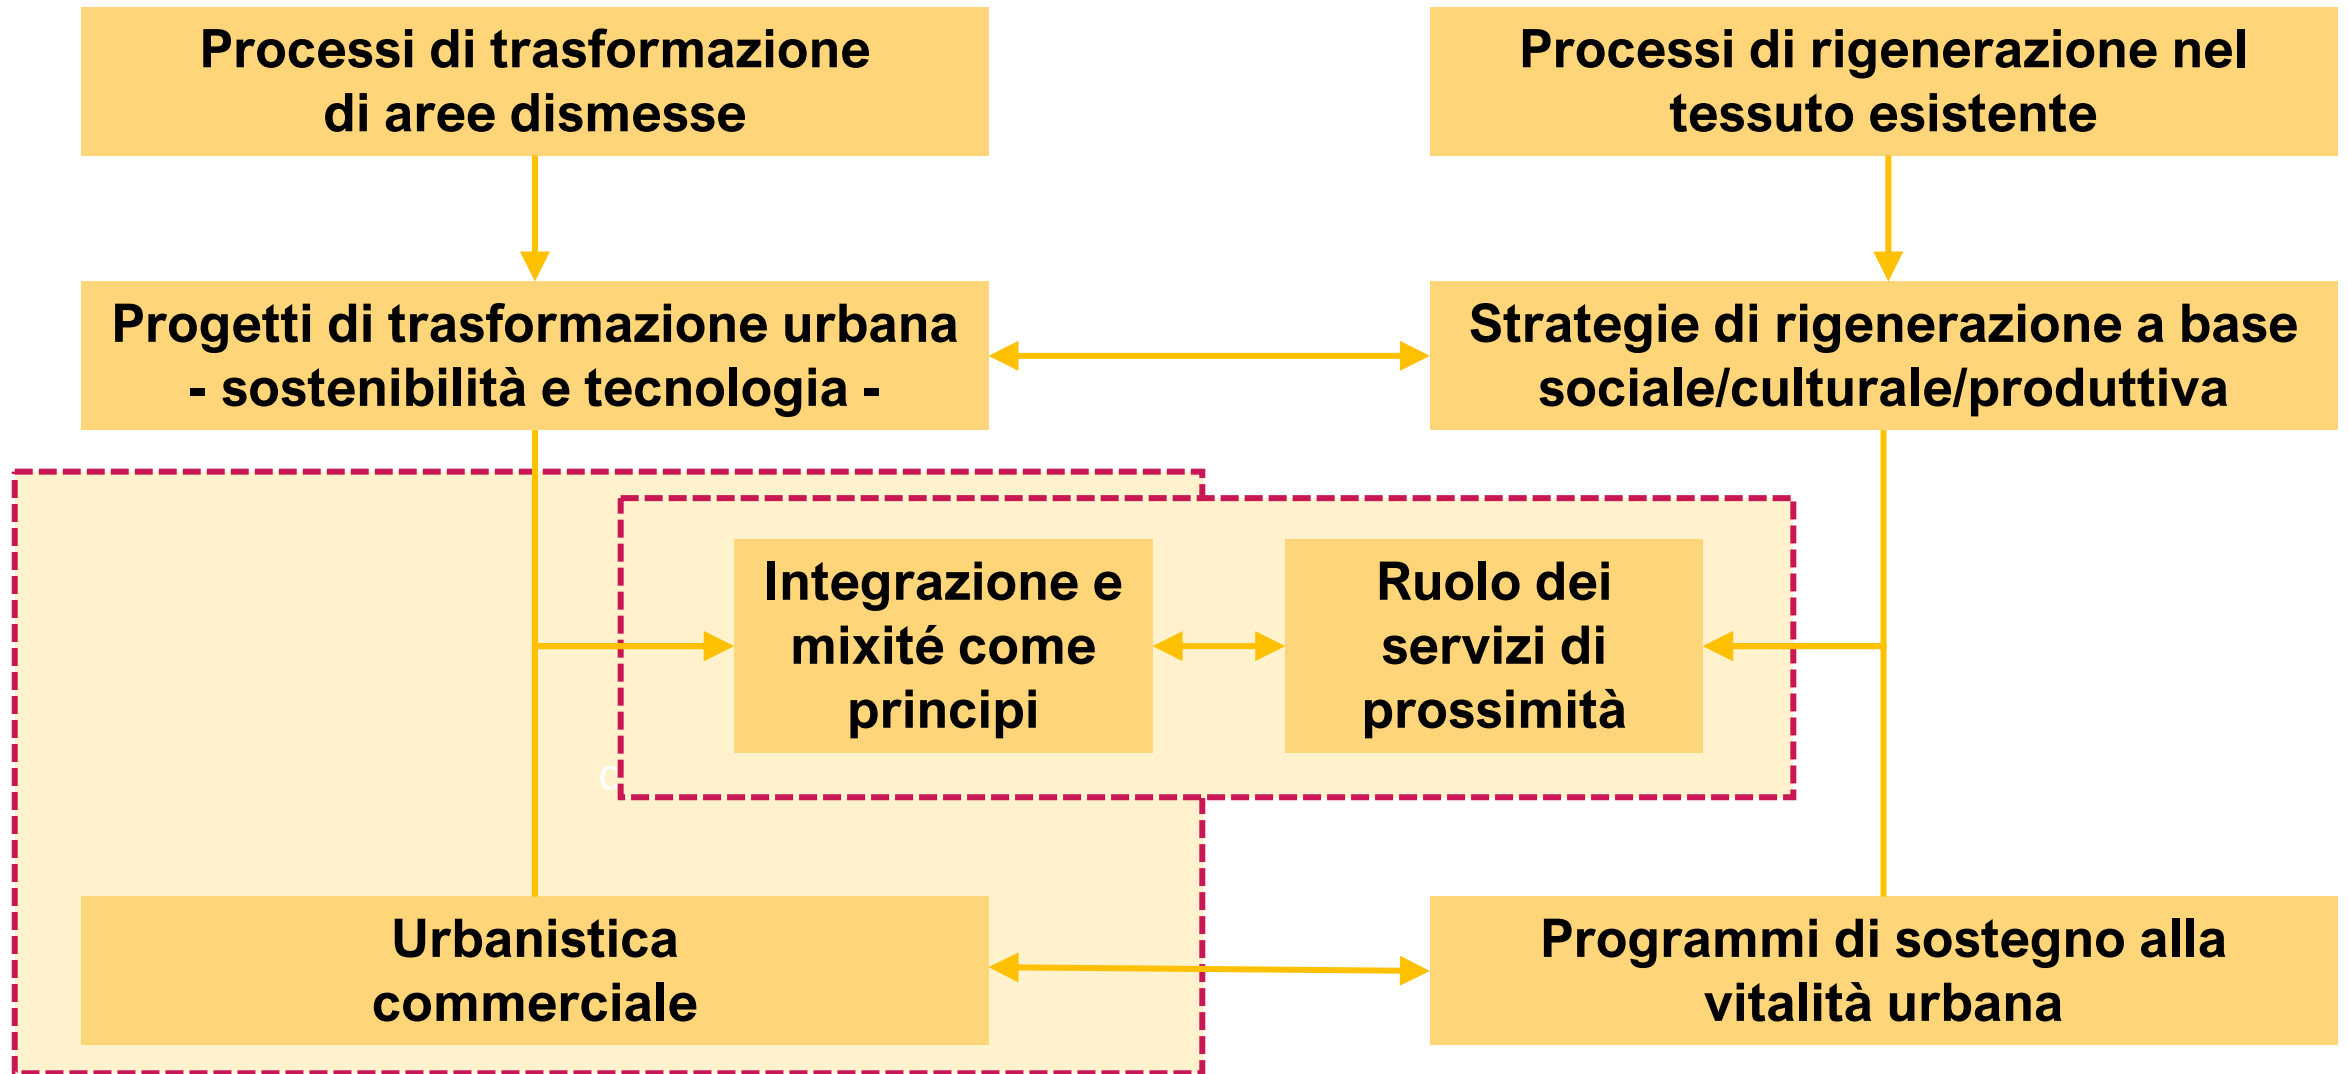 Processi di trasformazione
di aree dismesse
Processi di rigenerazione nel
tessuto esistente
Progetti di trasformazione urbana
- sostenibilità e tecnologia -
Strategie di rigenerazione a base
sociale/culturale/produttiva
Integrazione e
mixité come
principi
Ruolo dei
servizi di
prossimità
Urbanistica
commerciale
Programmi di sostegno alla
vitalità urbana